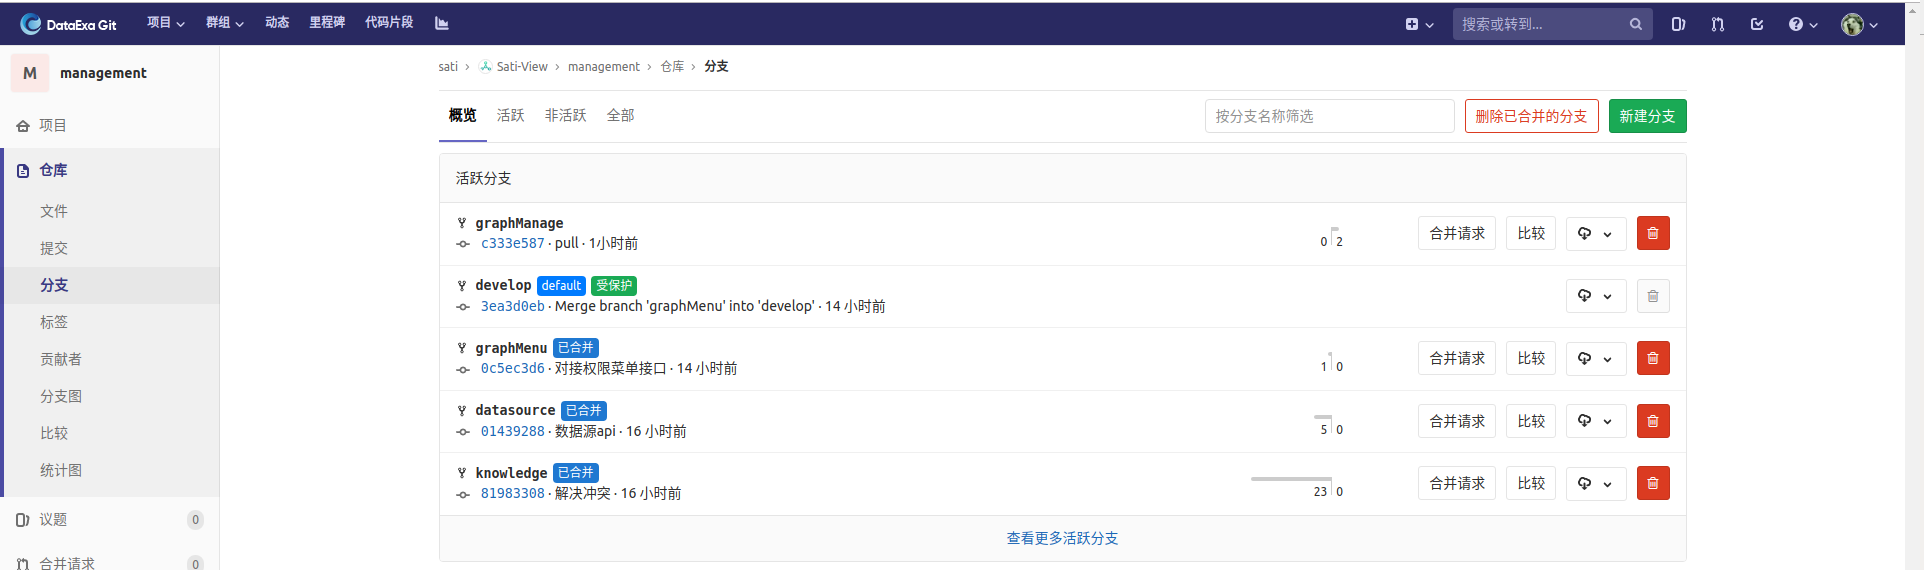 DataExa Git 项目 群组 动态 里程碑 代码片段 搜索或转到...
M management
sati › Sati-View › management › 仓库 › 分支
概览 活跃 非活跃 全部 按分支名称筛选 删除已合并的分支 新建分支
项目
仓库
文件
提交
分支
标签
贡献者
分支图
比较
统计图
议题 0
合并请求 0
活跃分支
graphManage
c333e587 · pull · 1小时前 0 2 合并请求 比较
develop default 受保护
3ea3d0eb · Merge branch 'graphMenu' into 'develop' · 14 小时前
graphMenu 已合并
0c5ec3d6 · 对接权限菜单接口 · 14 小时前 1 0 合并请求 比较
datasource 已合并
01439288 · 数据源api · 16 小时前 5 0 合并请求 比较
knowledge 已合并
81983308 · 解决冲突 · 16 小时前 23 0 合并请求 比较
查看更多活跃分支